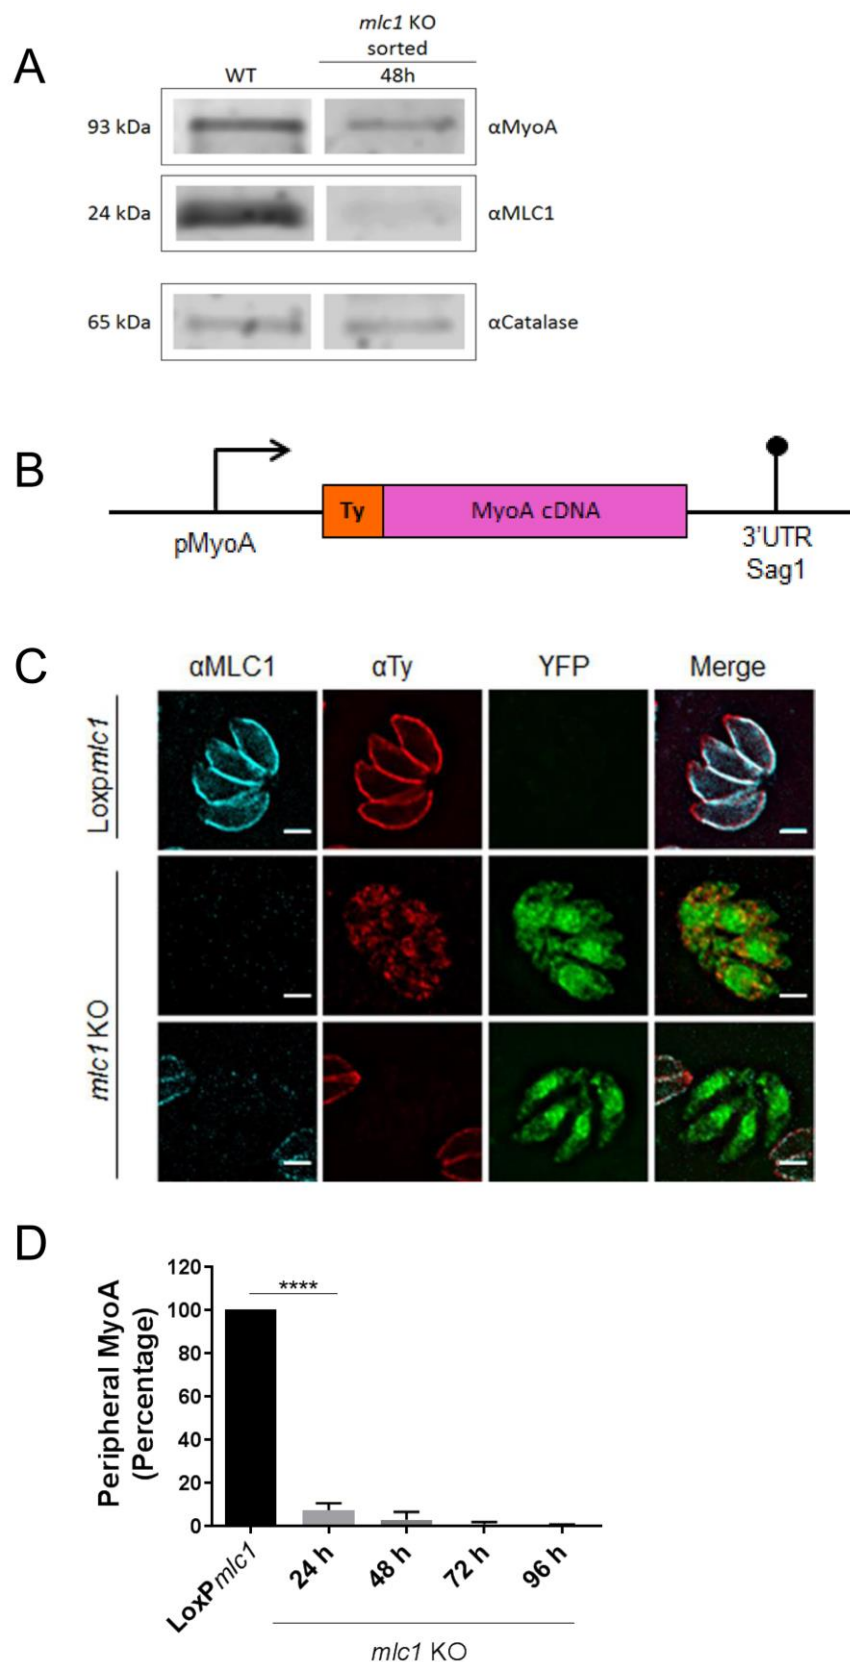 A
mlc1 KO
sorted
WT
48h
93 kDa
αMyoA
24 kDa
αMLC1
65 kDa
αCatalase
B
Ty
MyoA cDNA
pMyoA
3'UTR
Sag1
C
αMLC1
αTy
YFP
Merge
Loxpmlc1
mlc1 KO
D
Peripheral MyoA
(Percentage)
120
100
80
60
40
20
0
****
LoxPmlc1
24 h
48 h
72 h
96 h
mlc1 KO